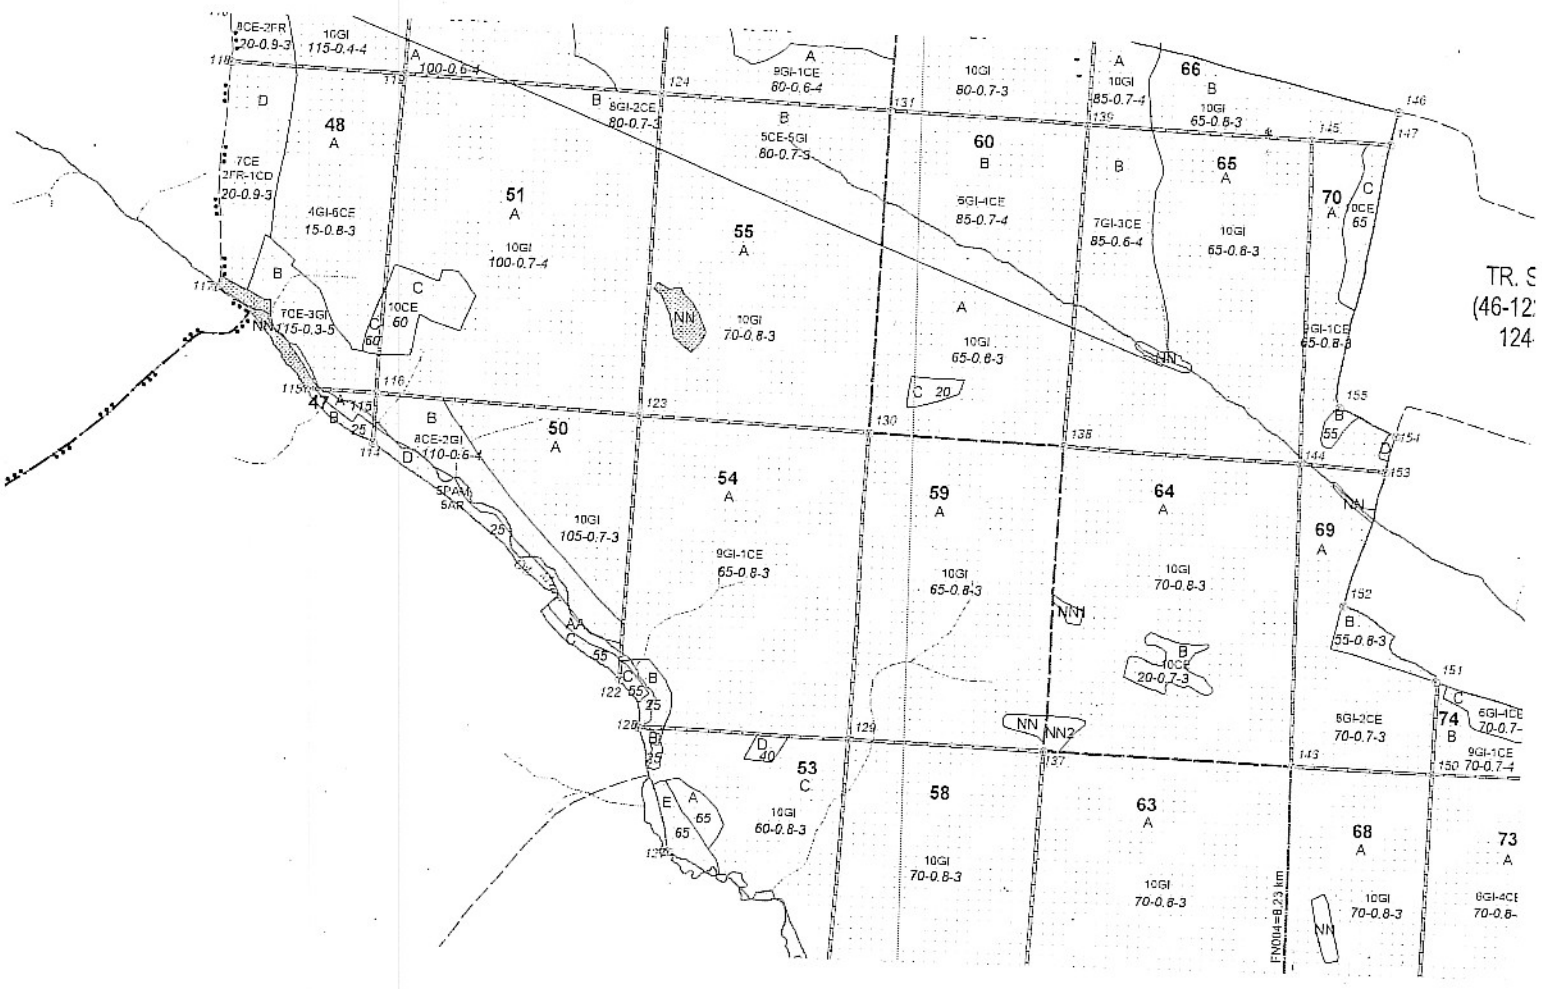 8CE-2FR
20-0.9-3
10GI
115-0.4-4
A
100-0.6-4
118
119
124
A
9GI-1CE
80-0.6-4
10GI
80-0.7-3
A
10GI
85-0.7-4
66
B
10GI
65-0.8-3
146
147
D
48
A
B
8GI-2CE
80-0.7-3
B
5CE-5GI
80-0.7-3
131
60
B
139
145
7CE
2FR-1CD
20-0.9-3
4GI-6CE
15-0.8-3
51
A
10GI
100-0.7-4
55
A
85-0.7-4
B
7GI-3CE
85-0.6-4
65
A
10GI
65-0.8-3
70
A
C
10CE
65
TR. S
(46-12
124-
117
B
7CE-3GI
115-0.3-5
NN
C
10CE
60
C
60
NN
10GI
70-0.8-3
A
10GI
65-0.8-3
C 20
NN
9GI-1CE
65-0.8-3
155
B
55
154
D
153
116
47
A
115
B
25
114
B
8CE-2GI
110-0.6-4
D
50
A
123
130
138
144
5PAM
5AR
25
10GI
105-0.7-3
54
A
9GI-1CE
65-0.8-3
59
A
10GI
65-0.8-3
64
A
10GI
70-0.8-3
NN
69
A
NN1
152
B
55-0.8-3
AA
C
55
122
C
55
B
25
B
10CE
20-0.7-3
151
C
6GI-4CE
70-0.7-
74
B
9GI-1CE
70-0.7-4
NN
NN2
8GI-2CE
70-0.7-3
128
B
25
D
40
129
137
143
150
53
C
10GI
60-0.8-3
58
10GI
70-0.8-3
63
A
10GI
70-0.8-3
68
A
10GI
70-0.8-3
73
A
6GI-4CE
70-0.8-
E
A
65
65
NN
FN004=8.23 km